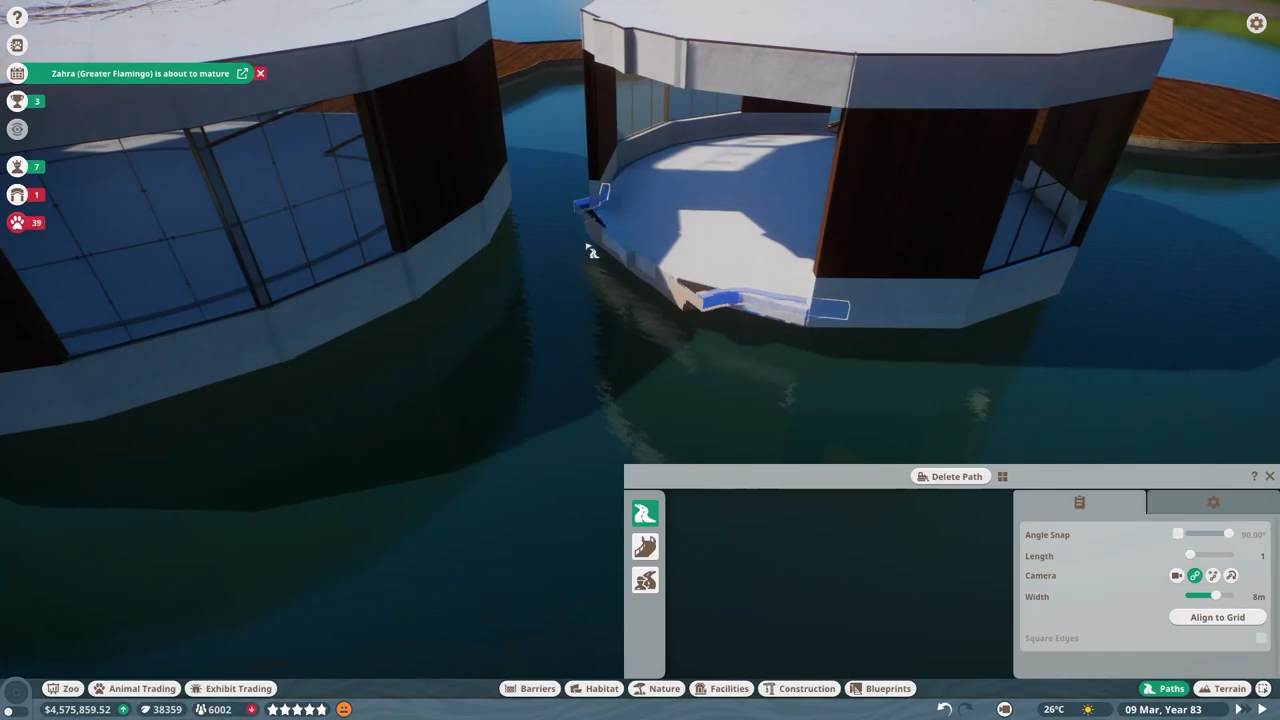 ?
Zahra (Greater Flamingo) is about to mature
3
7
1
39
Delete Path
?
Angle Snap 90.00°
Length 1
Camera
Width 8m
Align to Grid
Square Edges
Zoo Animal Trading Exhibit Trading Barriers Habitat Nature Facilities Construction Blueprints Paths Terrain
$4,575,859.52 38359 6002 26°C 09 Mar, Year 83